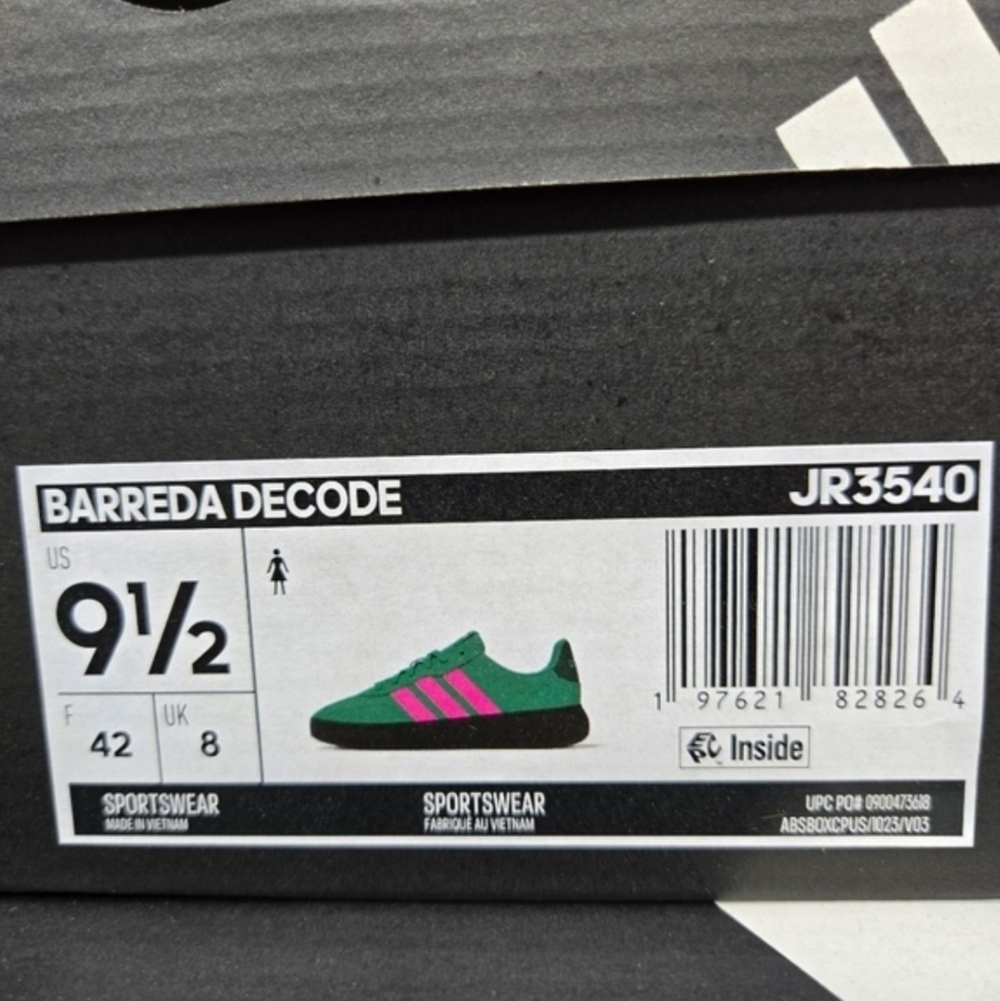 BARREDA DECODE JR3540
US
9½
F
42
UK
8
1 97621 82826 4
EPC Inside
SPORTSWEAR
MADE IN VIETNAM
SPORTSWEAR
FABRIQUÉ AU VIETNAM
UPC PO# 0900473618
ABSBOXCPUS/1023/V03